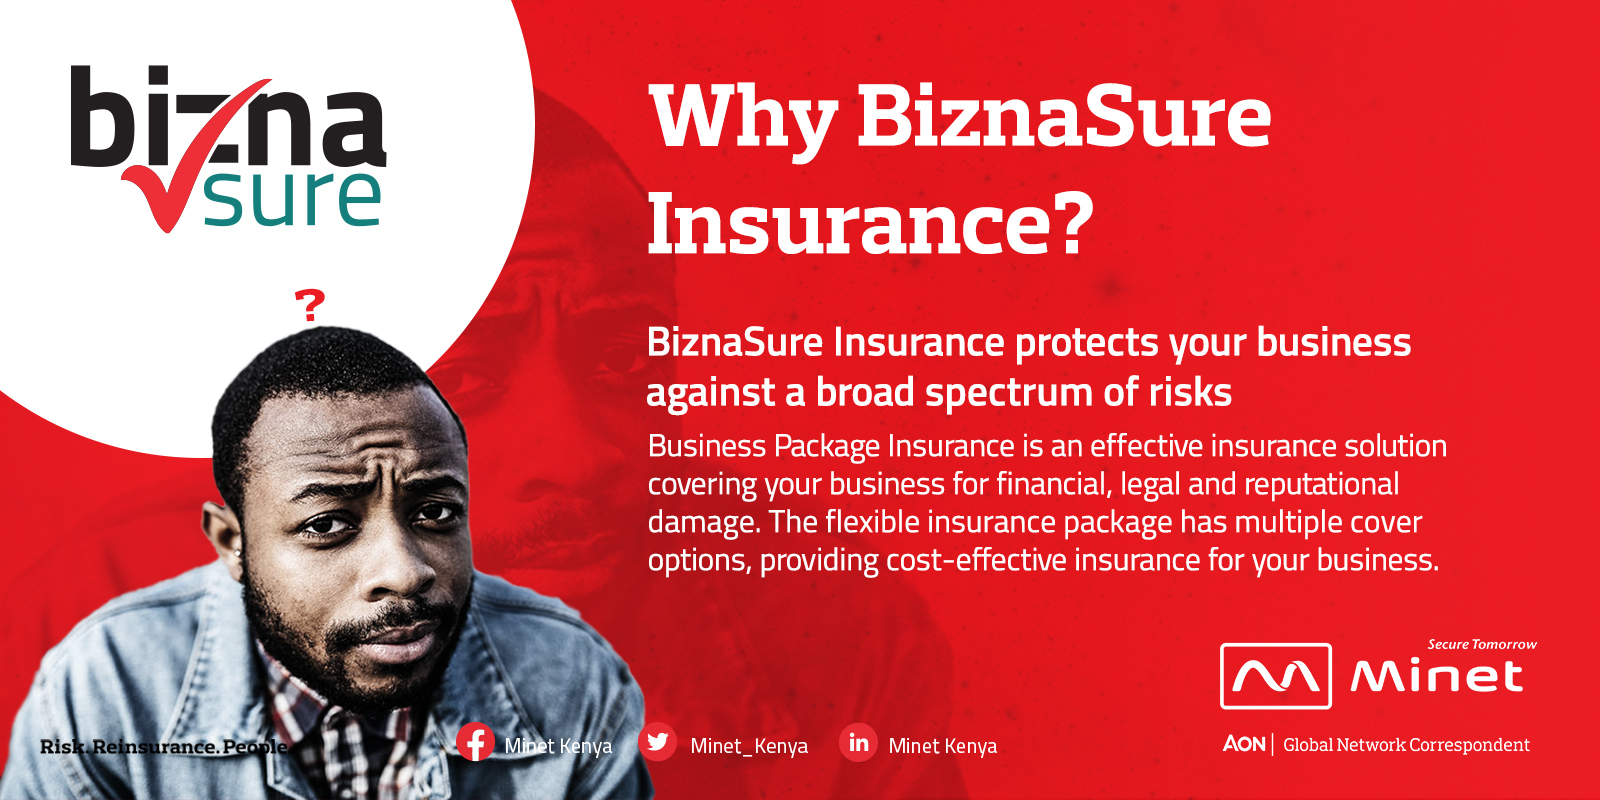 bizna
sure
?
Why BiznaSure
Insurance?
BiznaSure Insurance protects your business
against a broad spectrum of risks
Business Package Insurance is an effective insurance solution
covering your business for financial, legal and reputational
damage. The flexible insurance package has multiple cover
options, providing cost-effective insurance for your business.
Secure Tomorrow
Minet
Risk. Reinsurance. People
f Minet Kenya Minet_Kenya in Minet Kenya
AON | Global Network Correspondent